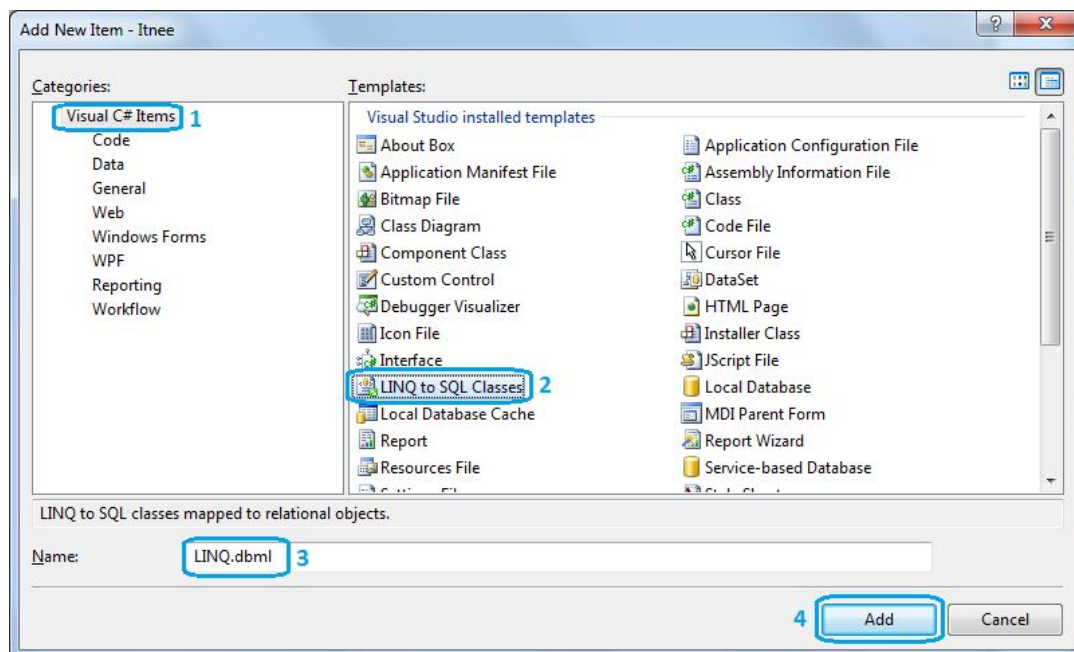 Add New Item - Itnee
Categories:
Templates:
Visual C# Items 1
Code
Data
General
Web
Windows Forms
WPF
Reporting
Workflow
Visual Studio installed templates
About Box
Application Manifest File
Bitmap File
Class Diagram
Component Class
Custom Control
Debugger Visualizer
Icon File
Interface
LINQ to SQL Classes 2
Local Database Cache
Report
Resources File
Application Configuration File
Assembly Information File
Class
Code File
Cursor File
DataSet
HTML Page
Installer Class
JScript File
Local Database
MDI Parent Form
Report Wizard
Service-based Database
LINQ to SQL classes mapped to relational objects.
Name: LINQ.dbml 3
4 Add Cancel